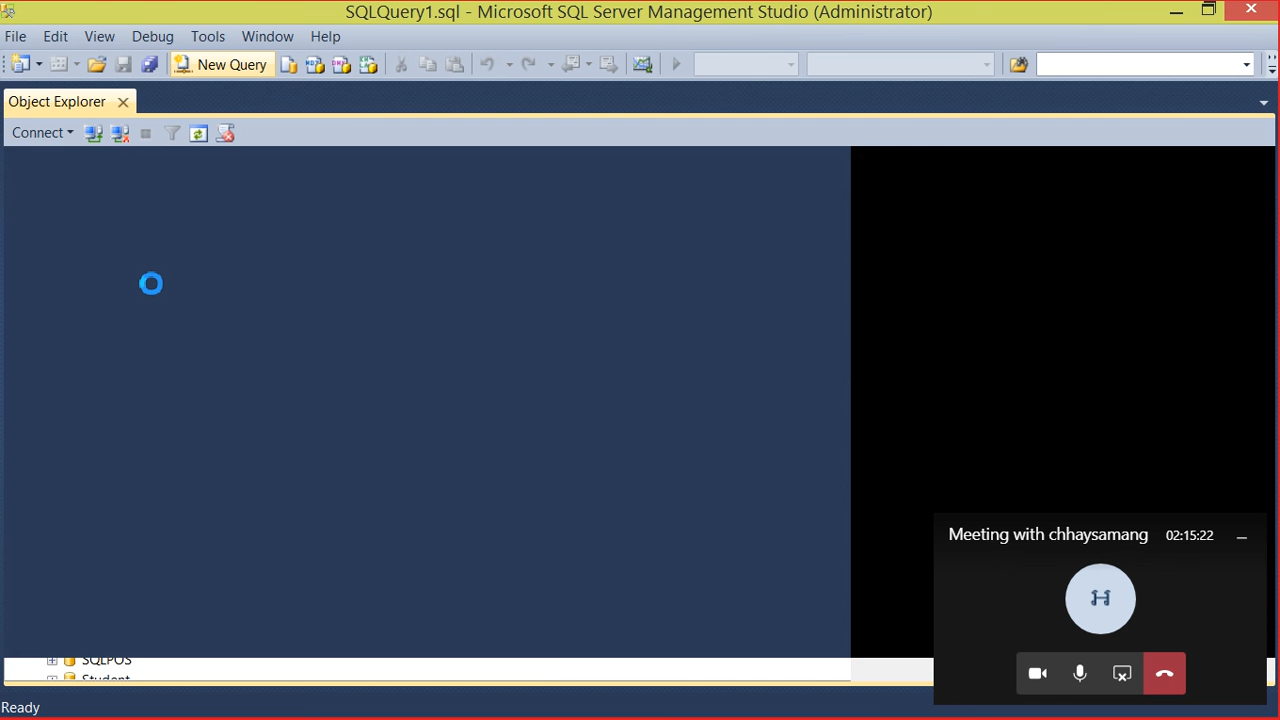 SQLQuery1.sql - Microsoft SQL Server Management Studio (Administrator)
File Edit View Debug Tools Window Help
New Query
Object Explorer
Connect
SQLPOS
Student
Meeting with chhaysamang 02:15:22
Ready